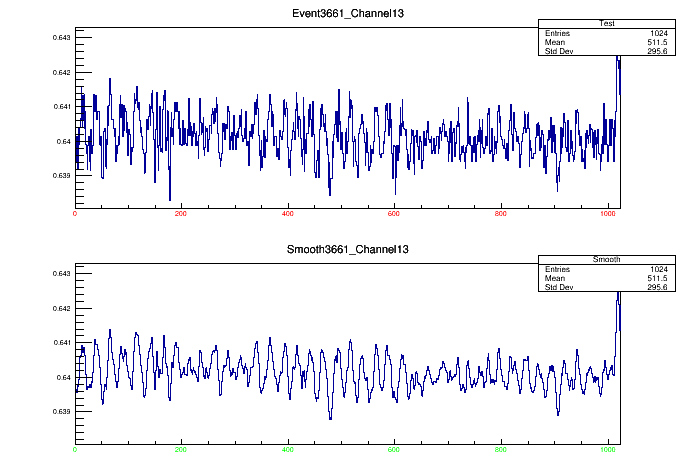 Event3661_Channel13
Test
Entries 1024
Mean 511.5
Std Dev 295.6
0.643
0.642
0.641
0.64
0.639
0 200 400 600 800 1000
Smooth3661_Channel13
Smooth
Entries 1024
Mean 511.5
Std Dev 295.6
0.643
0.642
0.641
0.64
0.639
0 200 400 600 800 1000